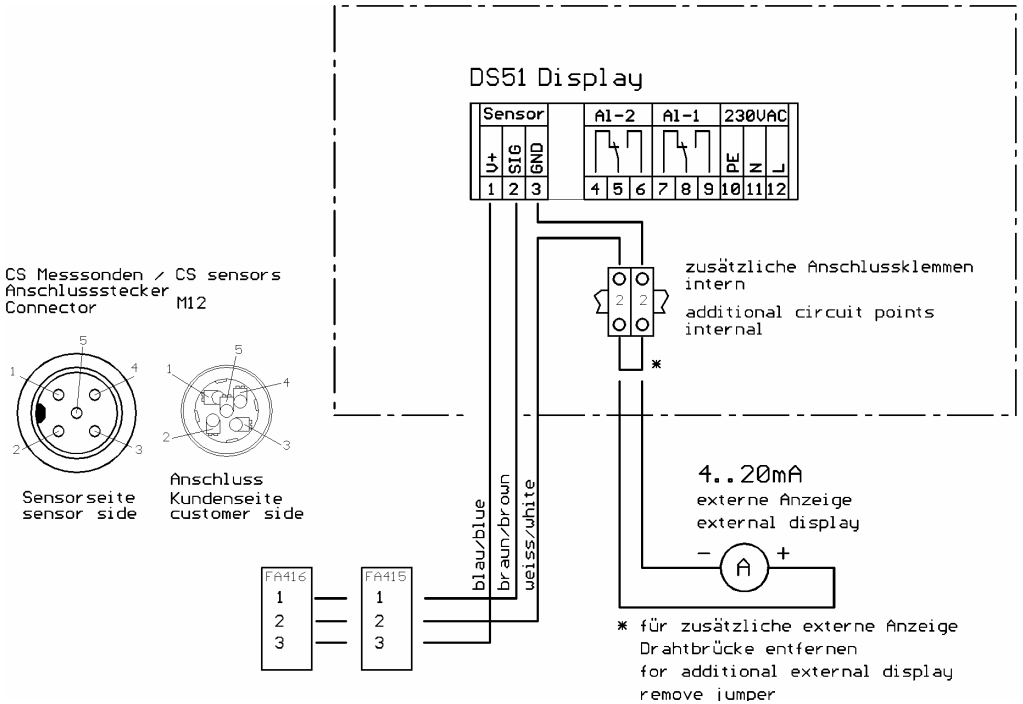 DS51 Display
Sensor Al-2 Al-1 230VAC
V+ SIG GND PE N L
1 2 3 4 5 6 7 8 9 10 11 12
zusätzliche Anschlussklemmen
intern
additional circuit points
internal
2 2
*
CS Messsonden / CS sensors
Anschlussstecker
Connector
M12
5
1 4
2 3
Sensorseite
sensor side
5
1 4
2 3
Anschluss
Kundenseite
customer side
blau/blue
braun/brown
weiss/white
4..20mA
externe Anzeige
external display
- A +
FA416 FA415
1 1
2 2
3 3
* für zusätzliche externe Anzeige
Drahtbrücke entfernen
for additional external display
remove jumper